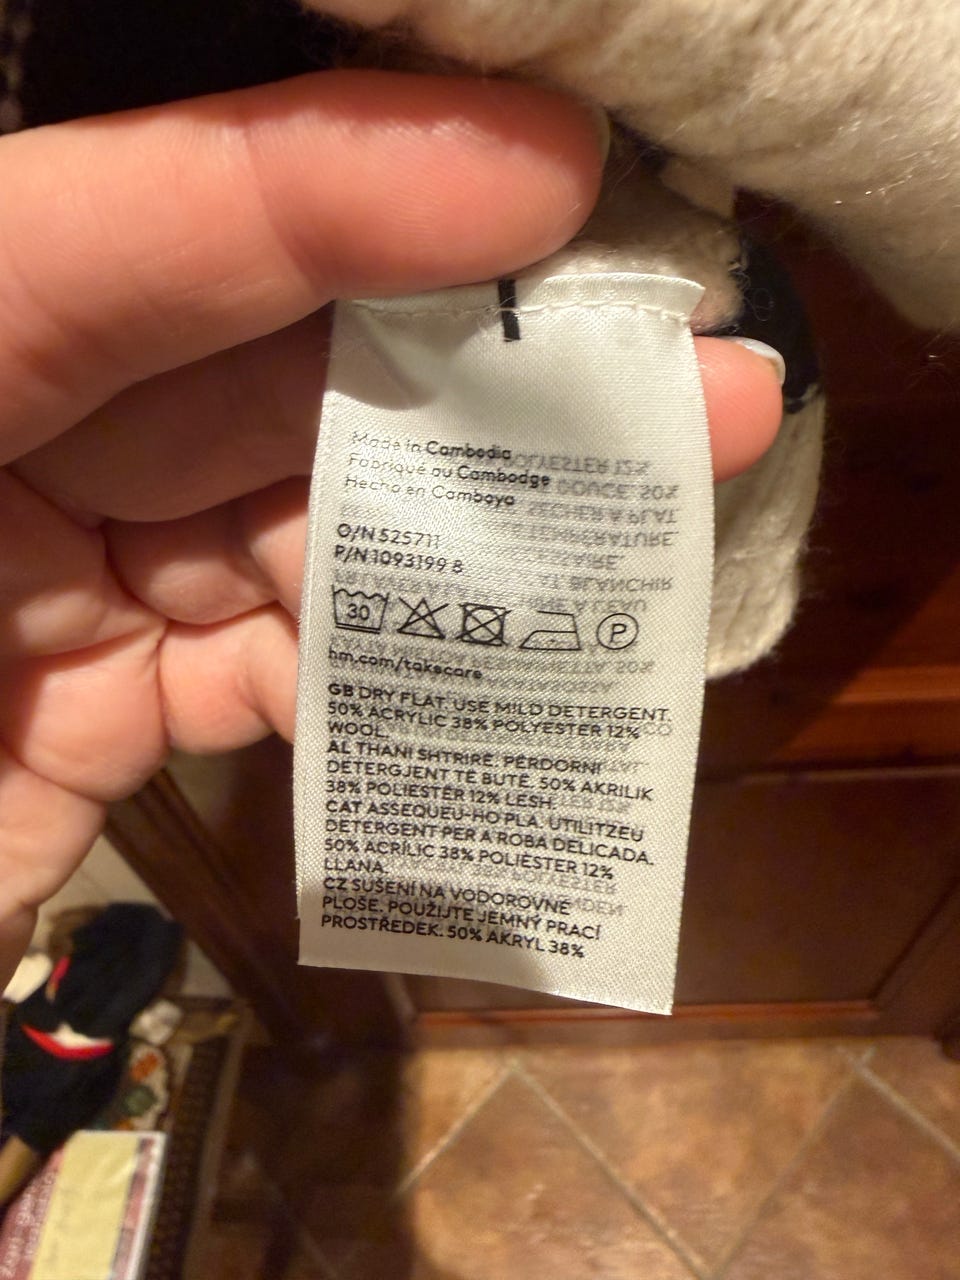 Made in Cambodia
Fabriqué au Cambodge
Hecho en Camboya
O/N 525711
P/N 1093199 8
30
P
hm.com/takecare
GB DRY FLAT. USE MILD DETERGENT.
50% ACRYLIC 38% POLYESTER 12%
WOOL.
AL THANI SHTRIRË. PËRDORNI
DETERGJENT TË BUTË. 50% AKRILIK
38% POLIESTËR 12% LESH.
CAT ASSEQUEU-HO PLA. UTILITZEU
DETERGENT PER A ROBA DELICADA.
50% ACRÍLIC 38% POLIÈSTER 12%
LLANA.
CZ SUŠENÍ NA VODOROVNÉ
PLOŠE. POUŽIJTE JEMNÝ PRACÍ
PROSTŘEDEK. 50% AKRYL 38%